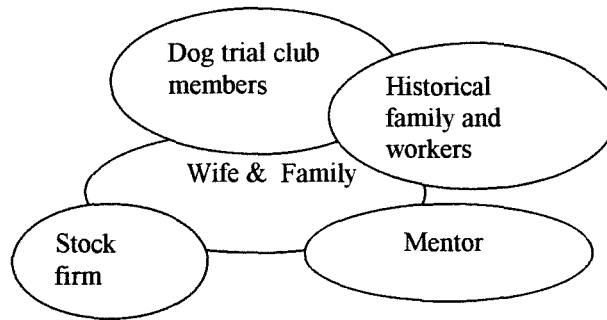 Dog trial club
members
Historical
family and
workers
Wife & Family
Stock
firm
Mentor